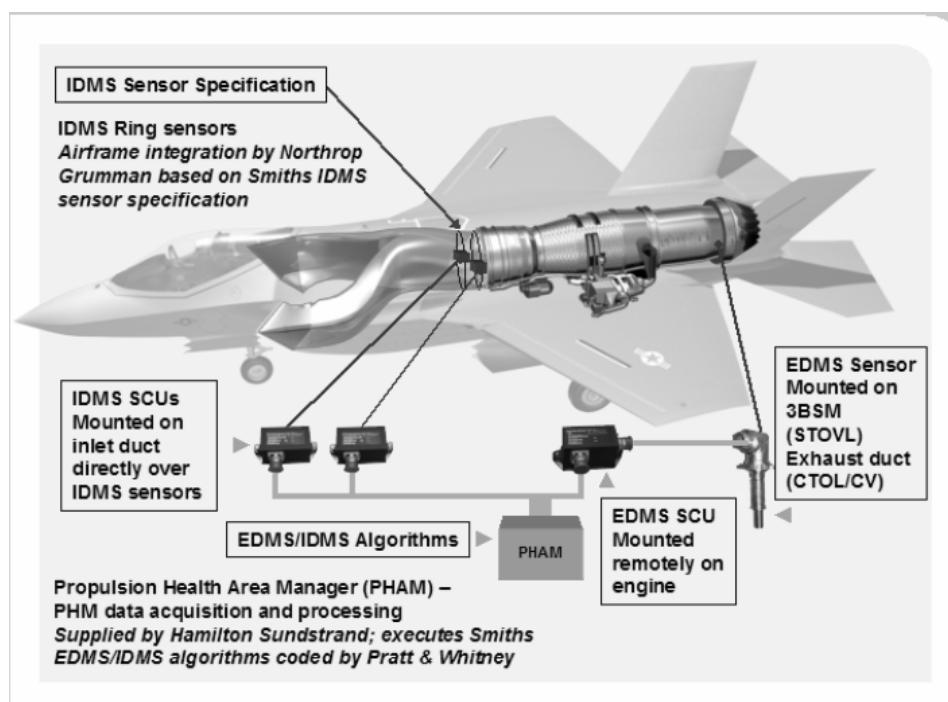 IDMS Sensor Specification
IDMS Ring sensors
Airframe integration by Northrop
Grumman based on Smiths IDMS
sensor specification
IDMS SCUs
Mounted on
inlet duct
directly over
IDMS sensors
EDMS Sensor
Mounted on
3BSM
(STOVL)
Exhaust duct
(CTOL/CV)
EDMS/IDMS Algorithms
PHAM
EDMS SCU
Mounted
remotely on
engine
Propulsion Health Area Manager (PHAM) –
PHM data acquisition and processing
Supplied by Hamilton Sundstrand; executes Smiths
EDMS/IDMS algorithms coded by Pratt & Whitney